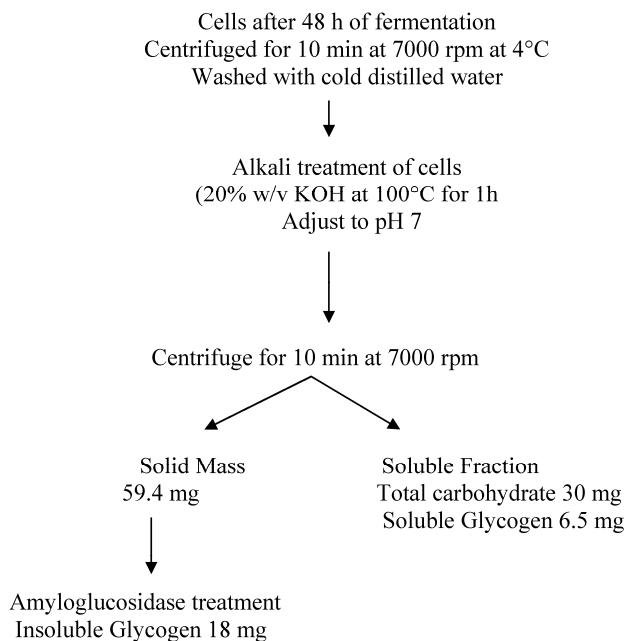 Cells after 48 h of fermentation
Centrifuged for 10 min at 7000 rpm at 4°C
Washed with cold distilled water
Alkali treatment of cells
(20% w/v KOH at 100°C for 1h
Adjust to pH 7
Centrifuge for 10 min at 7000 rpm
Solid Mass
59.4 mg
Soluble Fraction
Total carbohydrate 30 mg
Soluble Glycogen 6.5 mg
Amyloglucosidase treatment
Insoluble Glycogen 18 mg